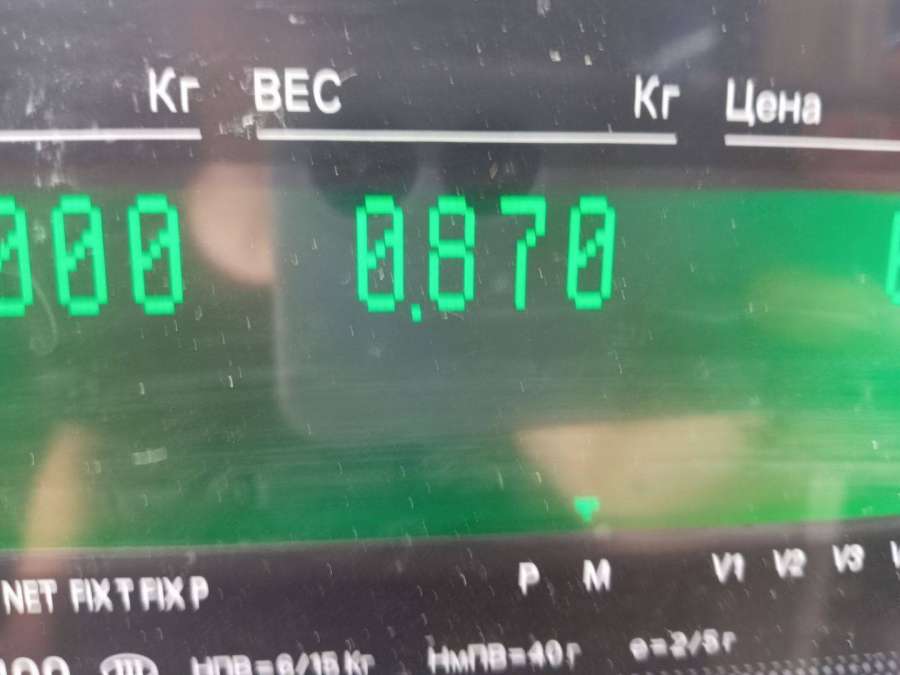 Кг ВЕС Кг Цена
000 0.870
NET FIX T FIX P P M V1 V2 V3
НПВ=6/15 Кг НмПВ=40 г e=2/5 г